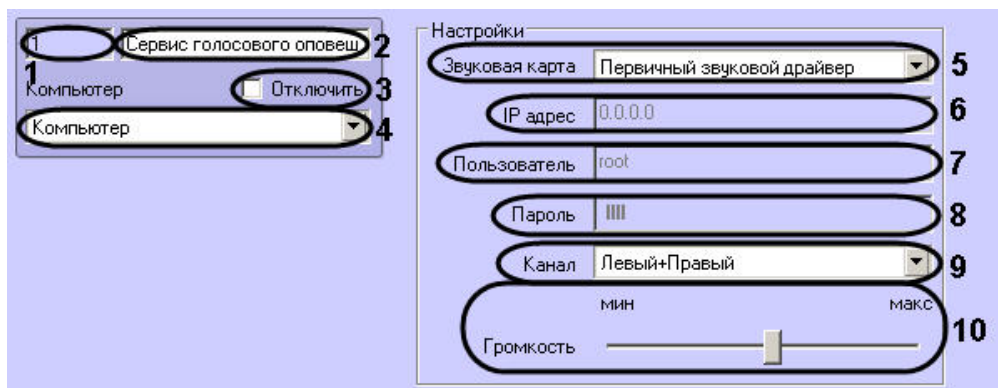 1 Сервис голосового оповещ 2
1
Компьютер Отключить 3
Компьютер 4
Настройки
Звуковая карта Первичный звуковой драйвер 5
IP адрес 0.0.0.0 6
Пользователь root 7
Пароль 8
Канал Левый+Правый 9
мин макс
Громкость 10